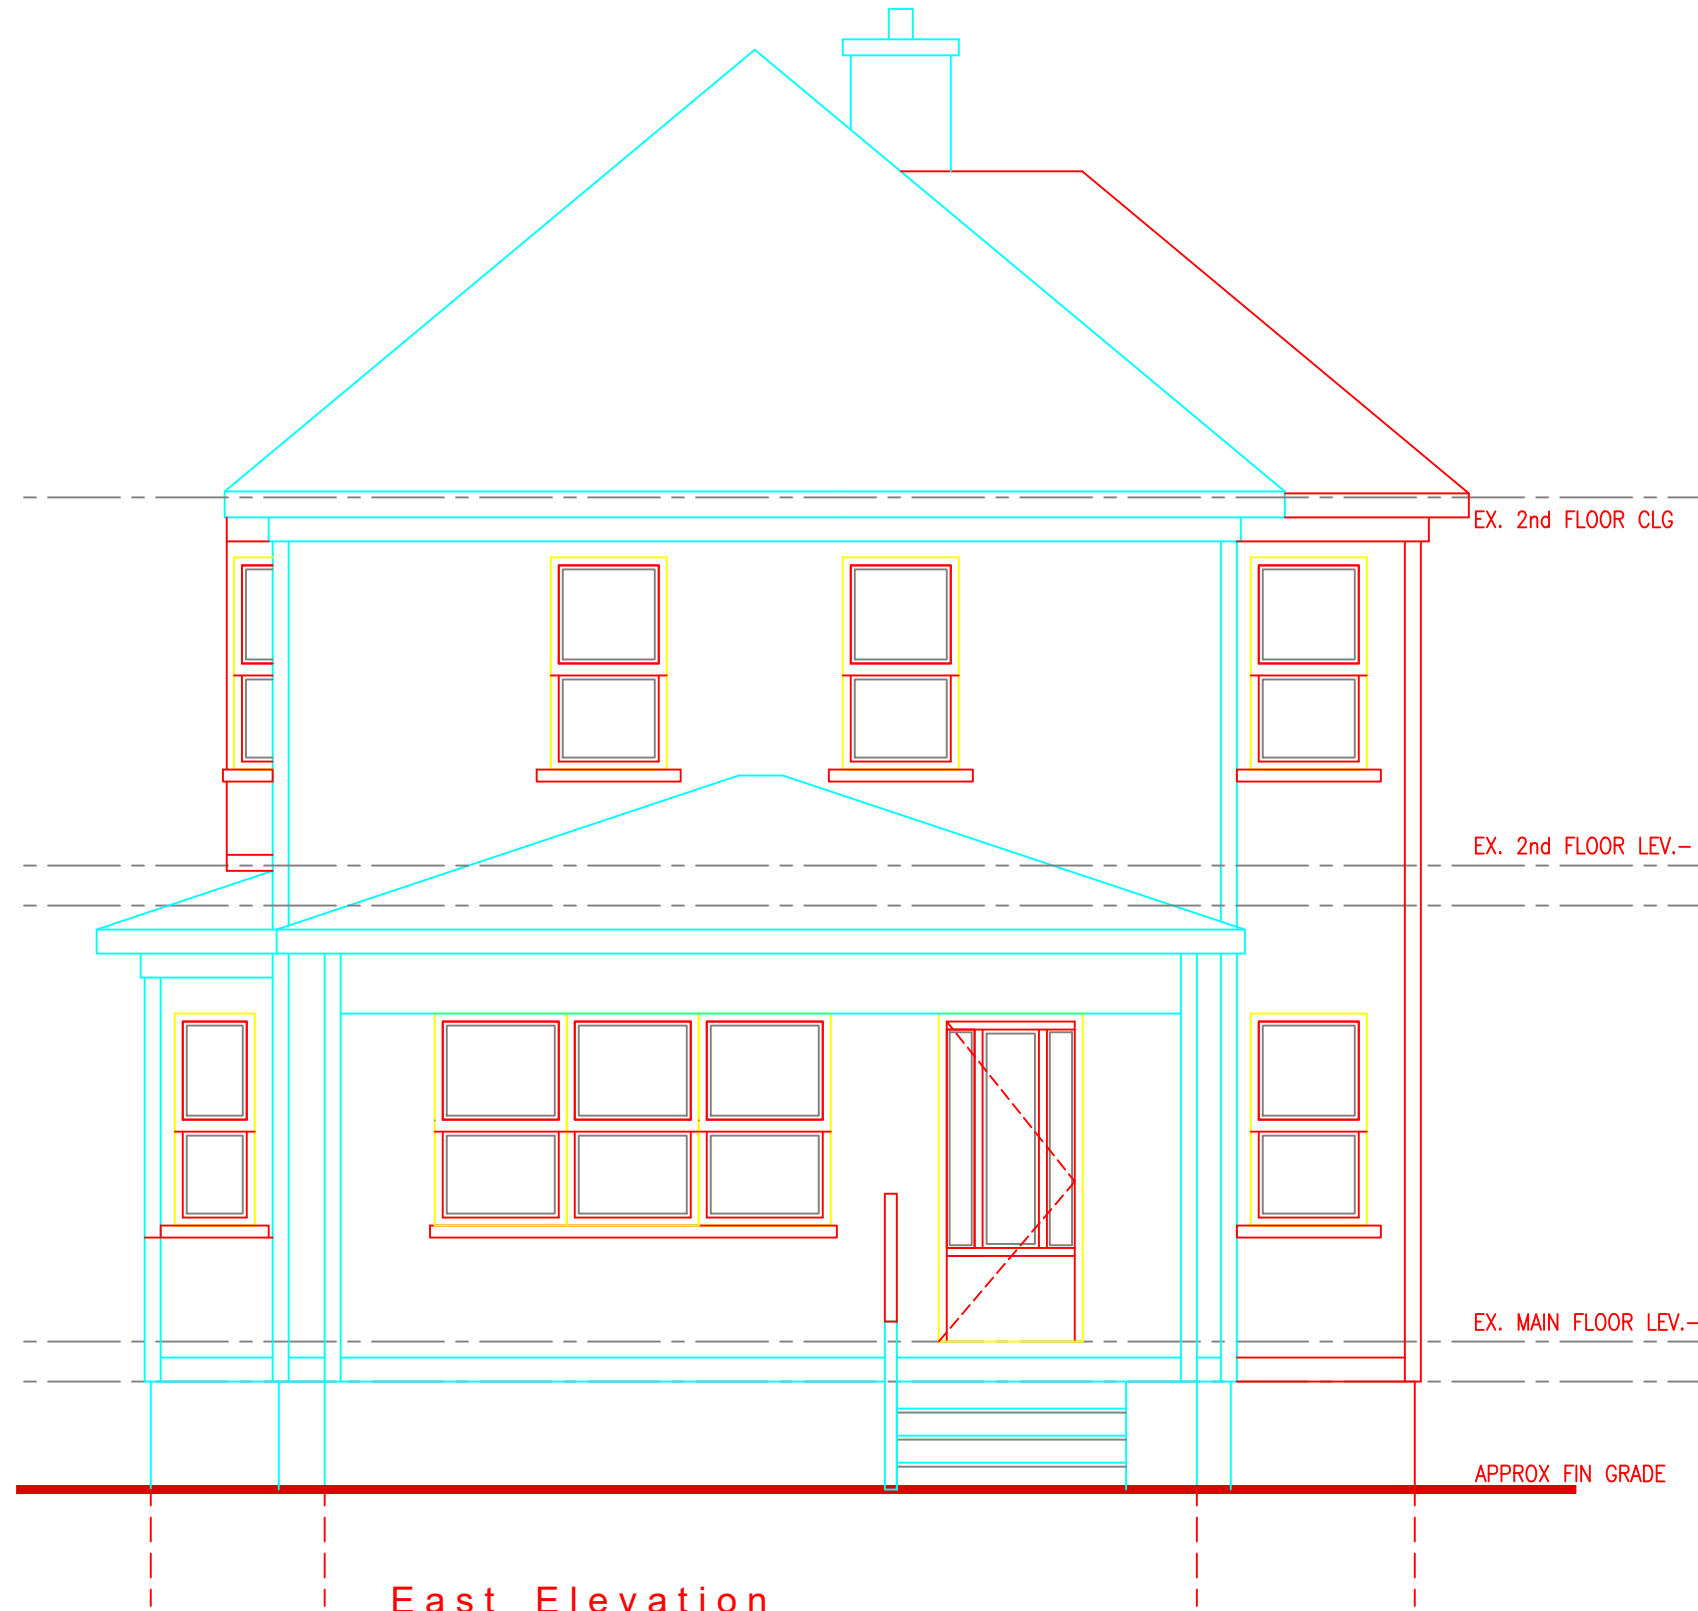 EX. 2nd FLOOR CLG
EX. 2nd FLOOR LEV.-
EX. MAIN FLOOR LEV.-
APPROX FIN GRADE
East Elevation